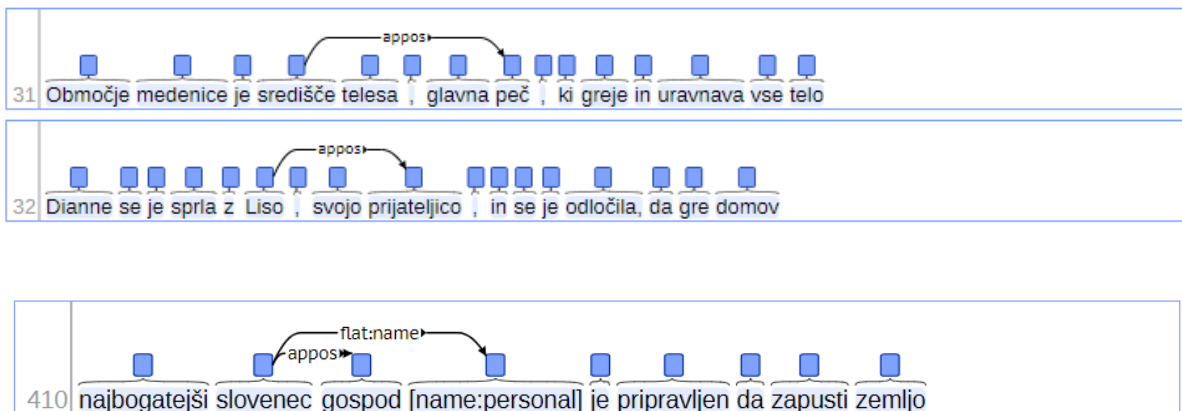 appos
31 Območje medenice je središče telesa , glavna peč , ki greje in uravnava vse telo
appos
32 Dianne se je sprla z Liso , svojo prijateljico , in se je odločila, da gre domov
flat:name
appos
410 najbogatejši slovenec gospod [name:personal] je pripravljen da zapusti zemljo